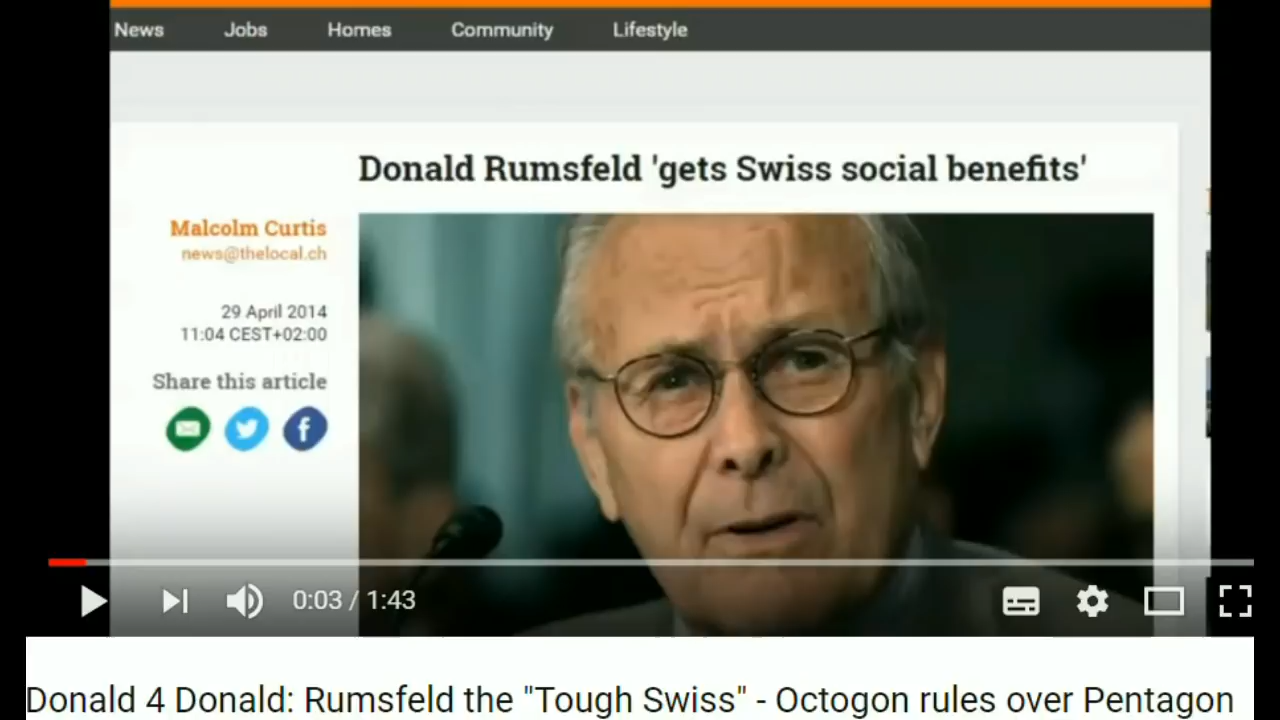 News Jobs Homes Community Lifestyle
Donald Rumsfeld 'gets Swiss social benefits'
Malcolm Curtis
news@thelocal.ch
29 April 2014
11:04 CEST+02:00
Share this article
0:03 / 1:43
Donald 4 Donald: Rumsfeld the "Tough Swiss" - Octogon rules over Pentagon